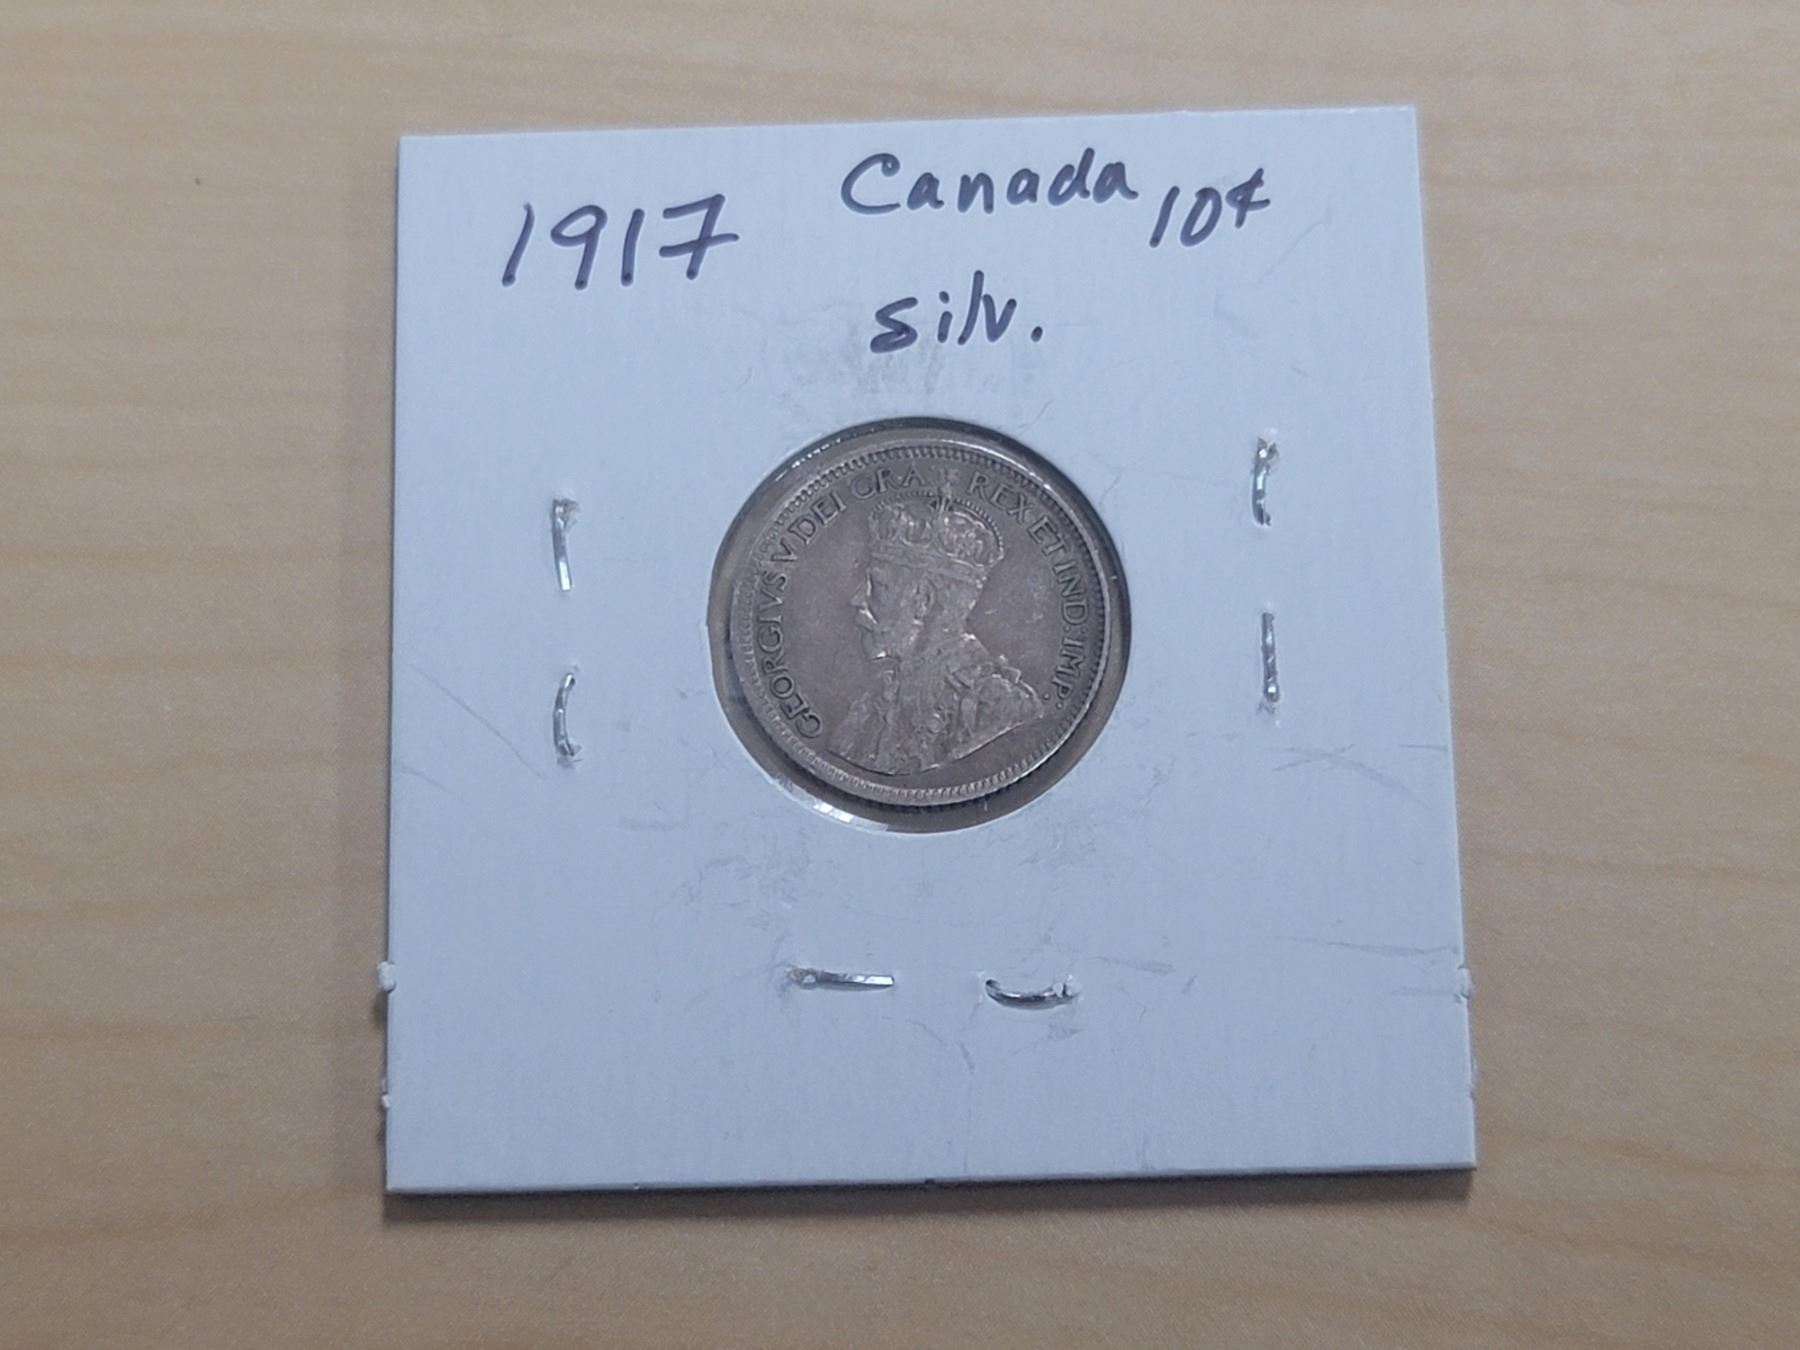 1917 Canada 10¢
silv.
GEORGIVS V DEI GRA REX ET IND: IMP.